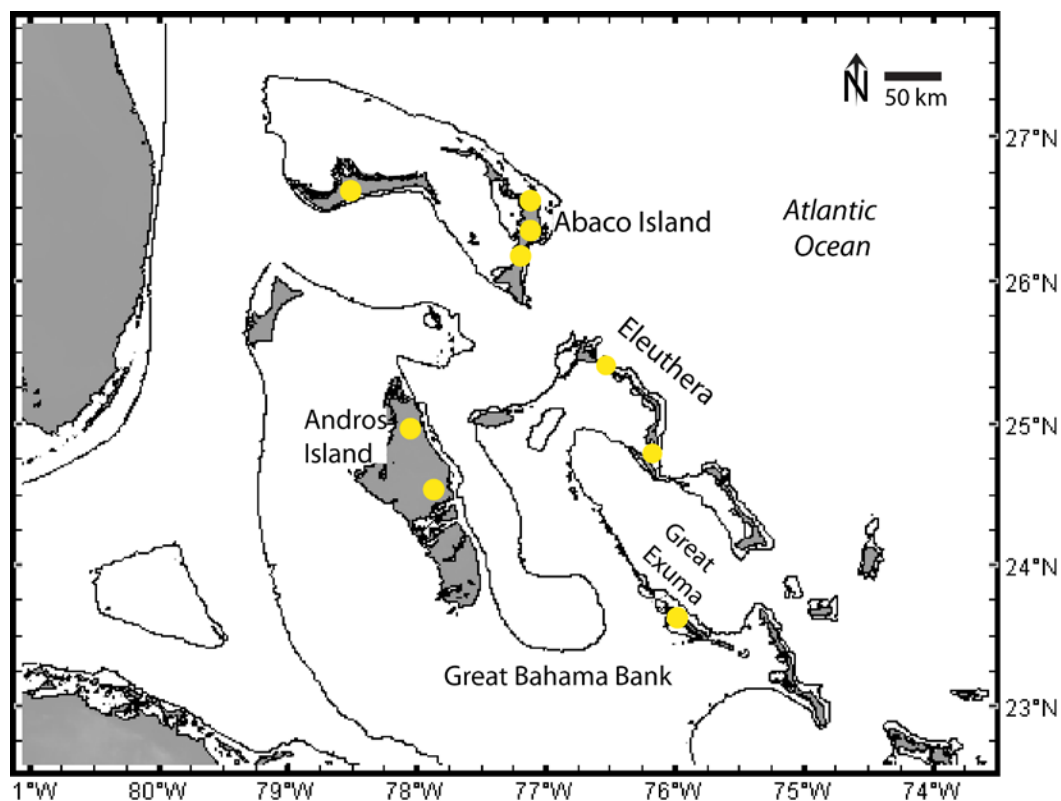 N
50 km
27°N
Abaco Island
Atlantic
Ocean
26°N
Eleuthera
Andros
Island
25°N
Great
Exuma
24°N
Great Bahama Bank
23°N
1°W 80°W 79°W 78°W 77°W 76°W 75°W 74°W